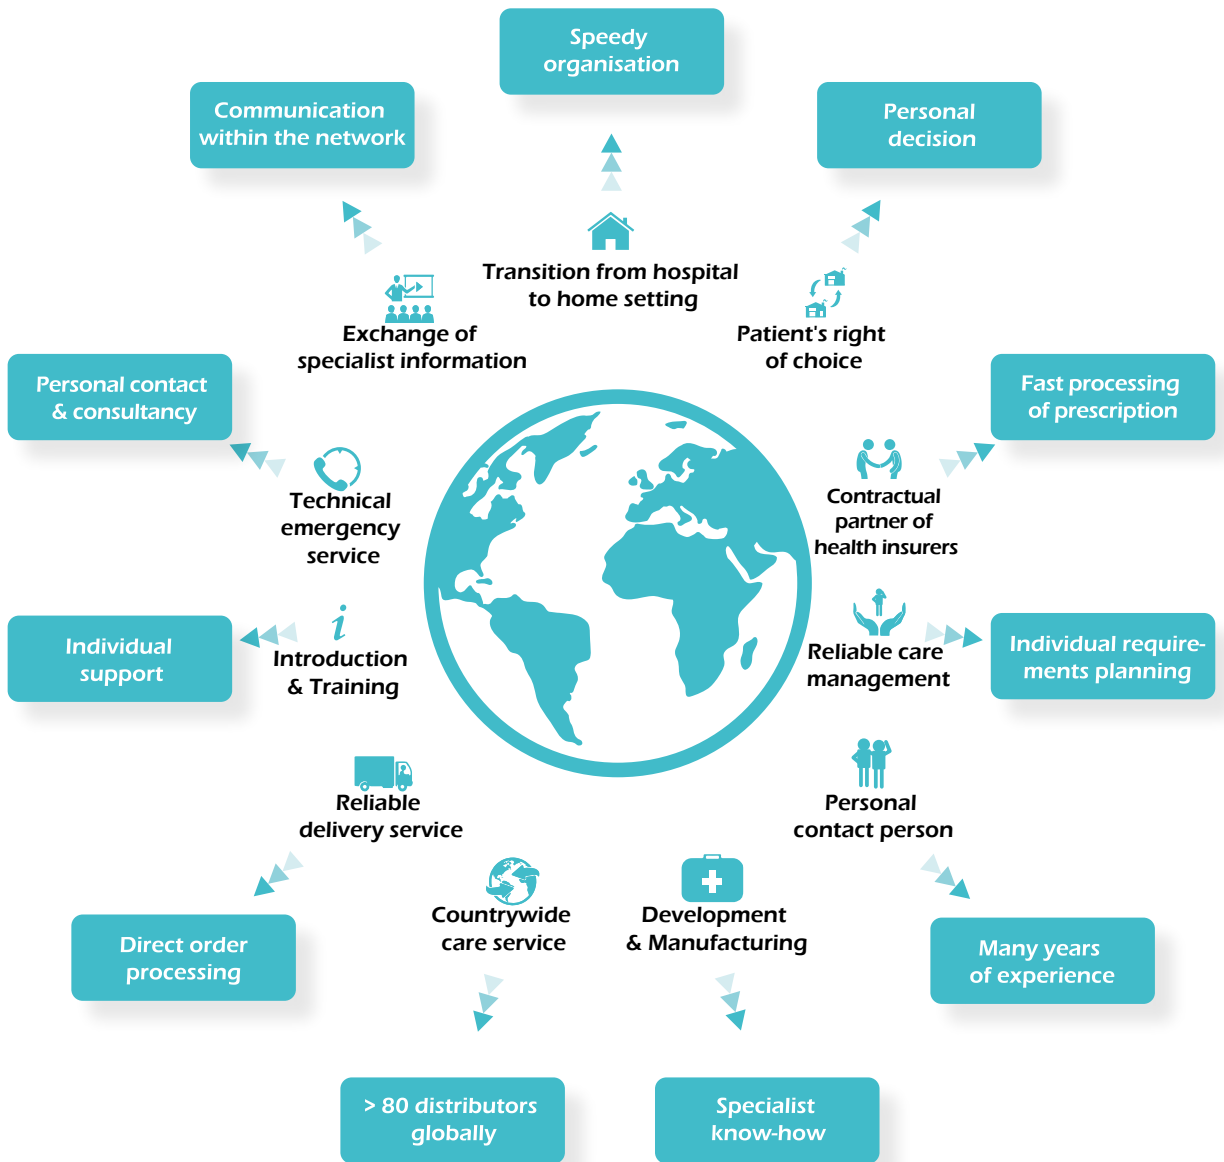 Speedy
organisation
Communication
within the network
Personal
decision
Transition from hospital
to home setting
Exchange of
specialist information
Patient's right
of choice
Personal contact
& consultancy
Fast processing
of prescription
Technical
emergency
service
Contractual
partner of
health insurers
Individual
support
Introduction
& Training
Reliable care
management
Individual require-
ments planning
Reliable
delivery service
Personal
contact person
Countrywide
care service
Development
& Manufacturing
Direct order
processing
Many years
of experience
> 80 distributors
globally
Specialist
know-how